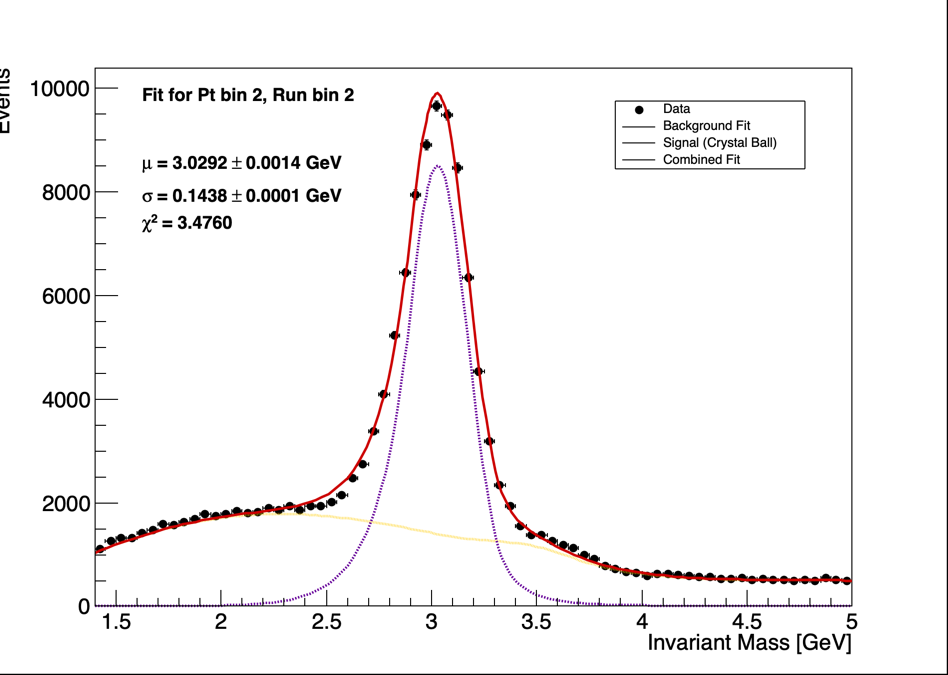 Events
10000
8000
6000
4000
2000
0
Fit for Pt bin 2, Run bin 2
μ = 3.0292 ± 0.0014 GeV
σ = 0.1438 ± 0.0001 GeV
χ² = 3.4760
Data
Background Fit
Signal (Crystal Ball)
Combined Fit
1.5 2 2.5 3 3.5 4 4.5 5
Invariant Mass [GeV]